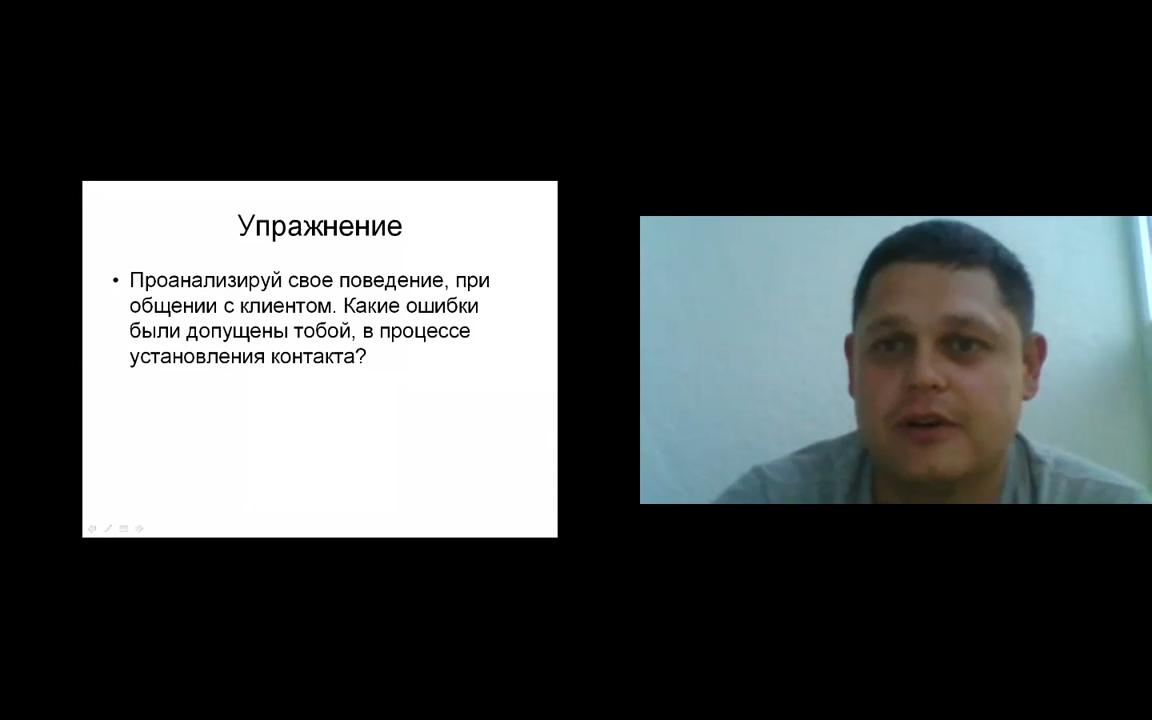 Упражнение
• Проанализируй свое поведение, при
общении с клиентом. Какие ошибки
были допущены тобой, в процессе
установления контакта?